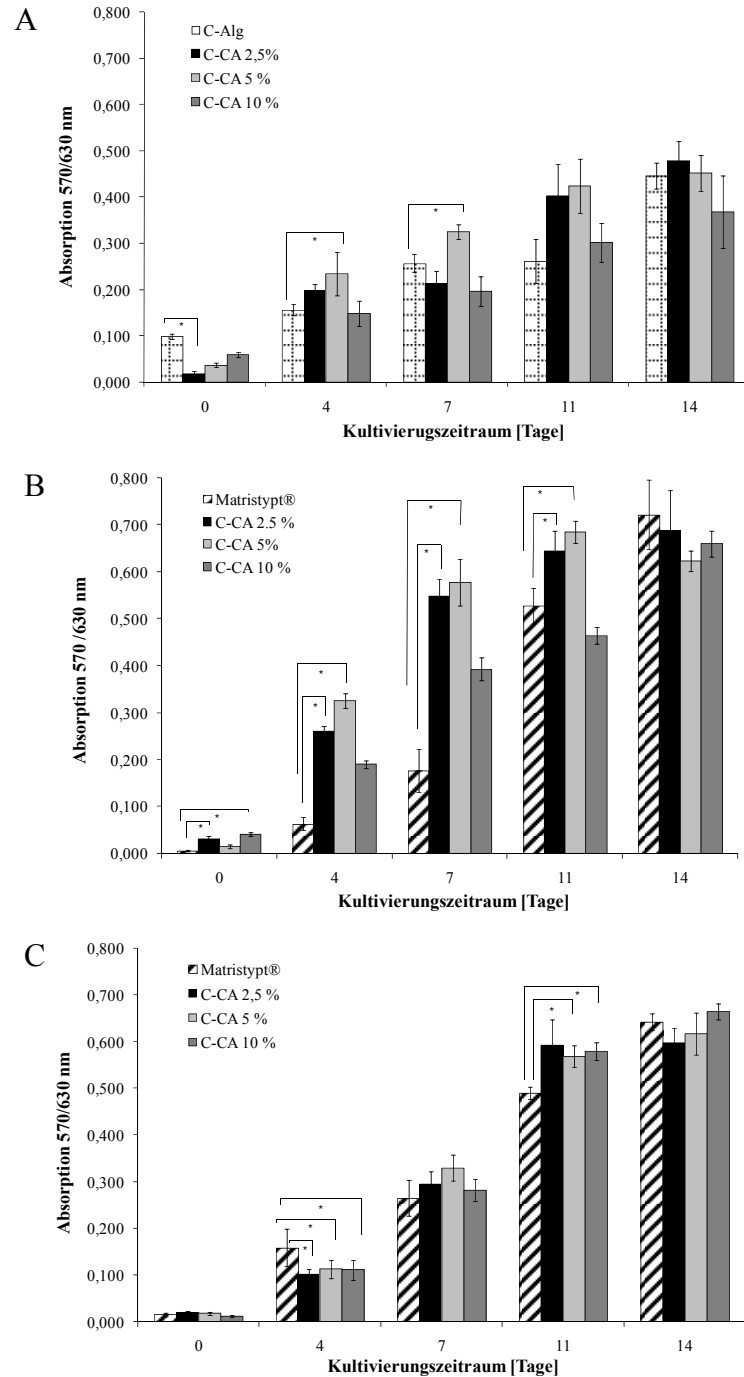 A
Absorption 570/630 nm
0,800
0,700
0,600
0,500
0,400
0,300
0,200
0,100
0,000
C-Alg
C-CA 2,5%
C-CA 5 %
C-CA 10 %
*
*
*
0 4 7 11 14
Kultivierugszeitraum [Tage]
B
Absorption 570 /630 nm
0,800
0,700
0,600
0,500
0,400
0,300
0,200
0,100
0,000
Matristypt®
C-CA 2.5 %
C-CA 5%
C-CA 10 %
* *
* *
* *
* *
0 4 7 11 14
Kultivierungszeitraum [Tage]
C
Absorption 570/630 nm
0,800
0,700
0,600
0,500
0,400
0,300
0,200
0,100
0,000
Matristypt®
C-CA 2,5 %
C-CA 5 %
C-CA 10 %
*
*
*
* *
0 4 7 11 14
Kultivierungszeitraum [Tage]